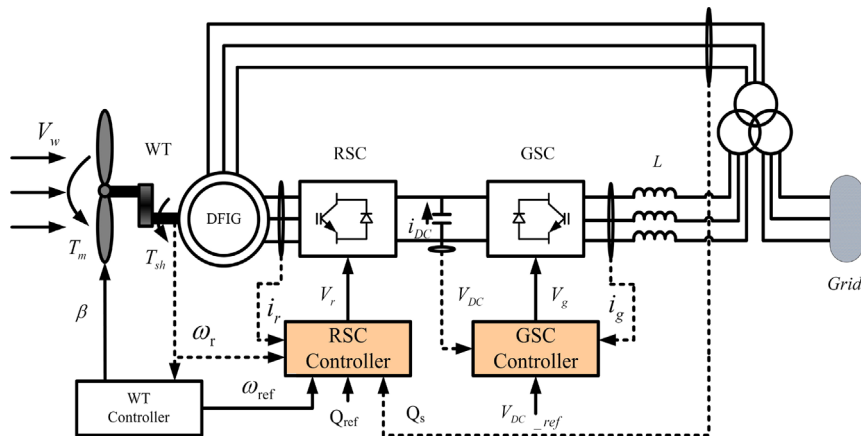 V_w
WT
RSC
GSC
L
DFIG
i_DC
T_m
T_sh
Grid
β
ω_r
i_r
V_r
V_DC
V_g
i_g
RSC
Controller
GSC
Controller
WT
Controller
ω_ref
Q_ref
Q_s
V_DC_ref